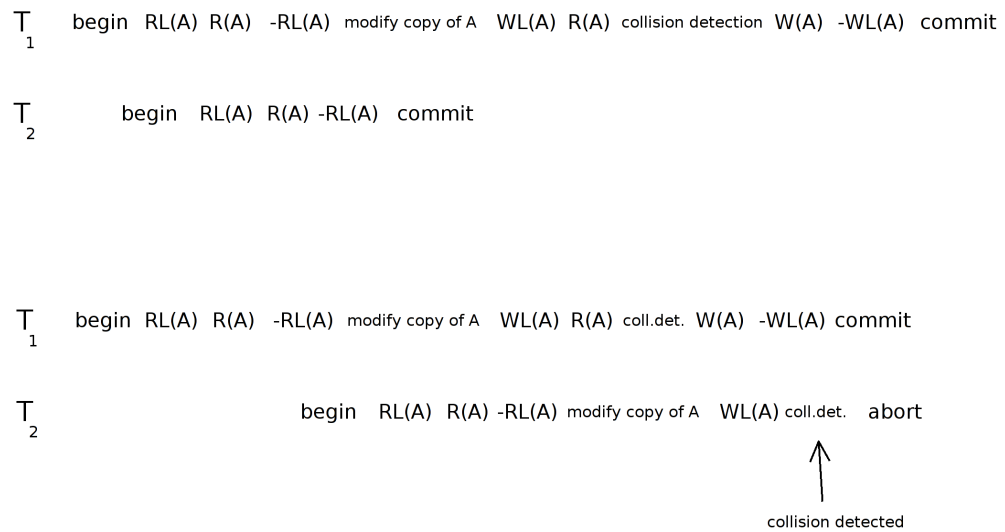 T1 begin RL(A) R(A) -RL(A) modify copy of A WL(A) R(A) collision detection W(A) -WL(A) commit
T2 begin RL(A) R(A) -RL(A) commit
T1 begin RL(A) R(A) -RL(A) modify copy of A WL(A) R(A) coll.det. W(A) -WL(A) commit
T2 begin RL(A) R(A) -RL(A) modify copy of A WL(A) coll.det. abort
collision detected